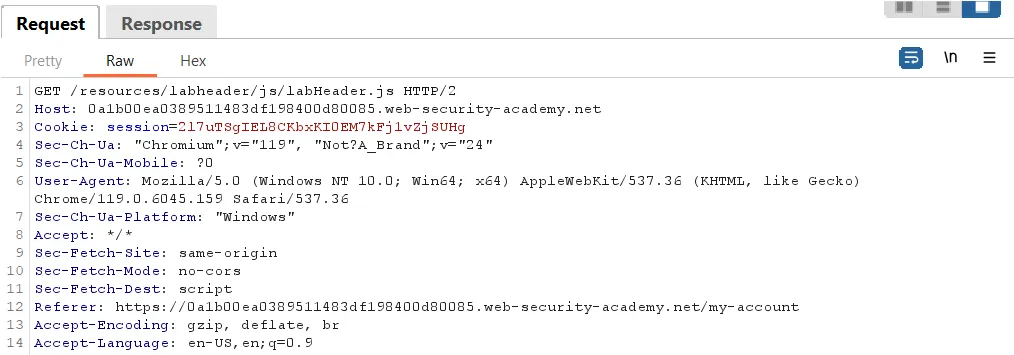 Request Response
Pretty Raw Hex \n
1 GET /resources/labheader/js/labHeader.js HTTP/2
2 Host: 0a1b00ea0389511483df198400d80085.web-security-academy.net
3 Cookie: session=2l7uTSgIEL8CKbxKI0EM7kFj1vZjSUHg
4 Sec-Ch-Ua: "Chromium";v="119", "Not?A_Brand";v="24"
5 Sec-Ch-Ua-Mobile: ?0
6 User-Agent: Mozilla/5.0 (Windows NT 10.0; Win64; x64) AppleWebKit/537.36 (KHTML, like Gecko)
Chrome/119.0.6045.159 Safari/537.36
7 Sec-Ch-Ua-Platform: "Windows"
8 Accept: */*
9 Sec-Fetch-Site: same-origin
10 Sec-Fetch-Mode: no-cors
11 Sec-Fetch-Dest: script
12 Referer: https://0a1b00ea0389511483df198400d80085.web-security-academy.net/my-account
13 Accept-Encoding: gzip, deflate, br
14 Accept-Language: en-US,en;q=0.9